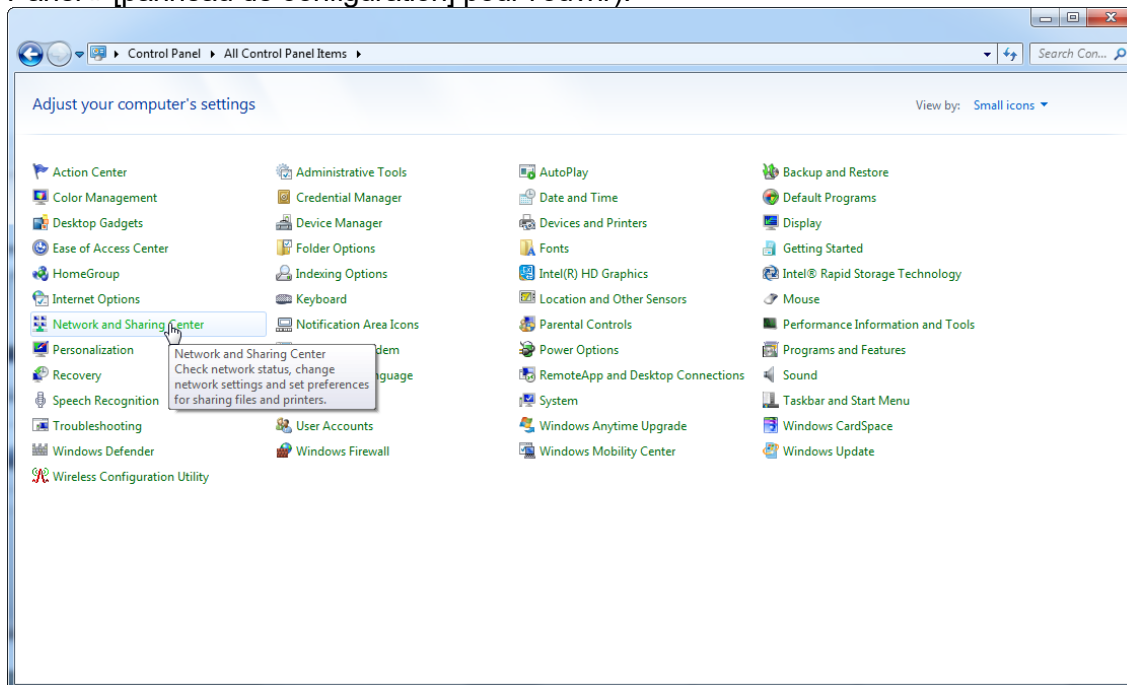 Panel » [panneau de configuration] pour l'ouvrir).
Control Panel ▸ All Control Panel Items ▸
Search Con...
Adjust your computer's settings
View by: Small icons
Action Center Administrative Tools AutoPlay Backup and Restore
Color Management Credential Manager Date and Time Default Programs
Desktop Gadgets Device Manager Devices and Printers Display
Ease of Access Center Folder Options Fonts Getting Started
HomeGroup Indexing Options Intel(R) HD Graphics Intel® Rapid Storage Technology
Internet Options Keyboard Location and Other Sensors Mouse
Network and Sharing Center Notification Area Icons Parental Controls Performance Information and Tools
Personalization dem Power Options Programs and Features
Recovery nguage RemoteApp and Desktop Connections Sound
Speech Recognition System Taskbar and Start Menu
Network and Sharing Center
Check network status, change
network settings and set preferences
for sharing files and printers.
Troubleshooting User Accounts Windows Anytime Upgrade Windows CardSpace
Windows Defender Windows Firewall Windows Mobility Center Windows Update
Wireless Configuration Utility